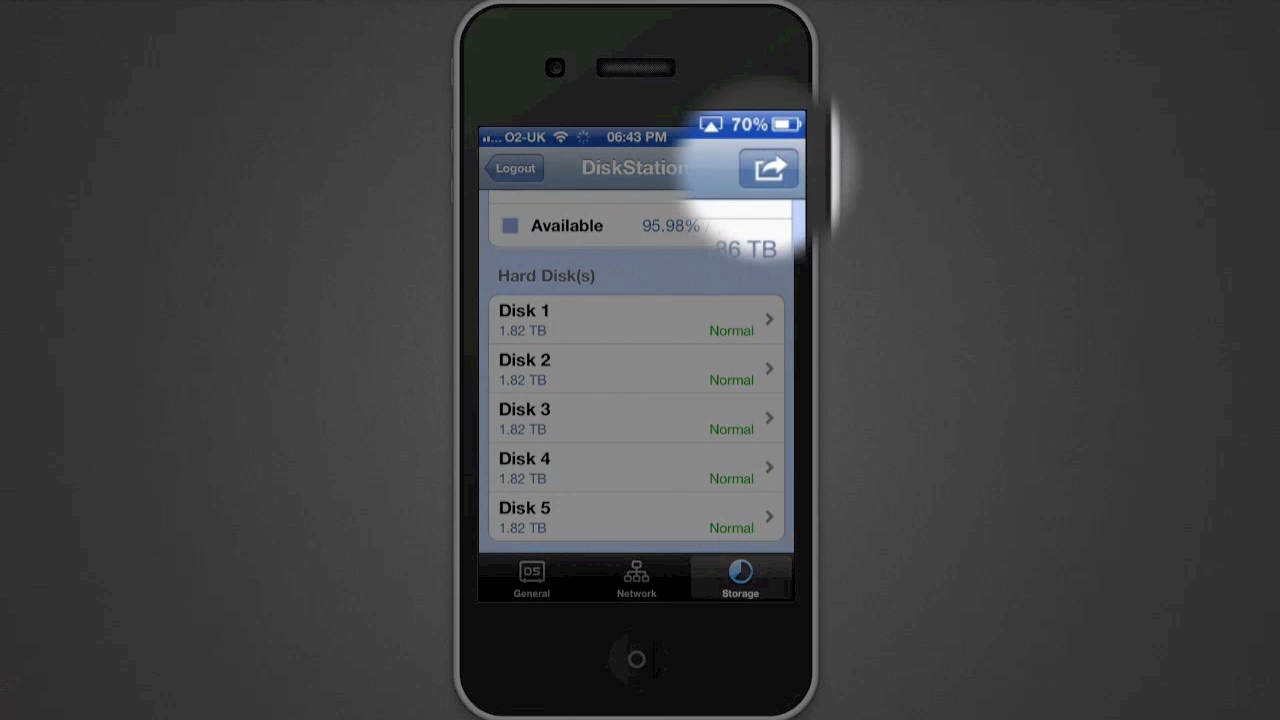 O2-UK 06:43 PM 70%
Logout DiskStation
Available 95.98%
86 TB
Hard Disk(s)
Disk 1
1.82 TB Normal
Disk 2
1.82 TB Normal
Disk 3
1.82 TB Normal
Disk 4
1.82 TB Normal
Disk 5
1.82 TB Normal
DS
General Network Storage